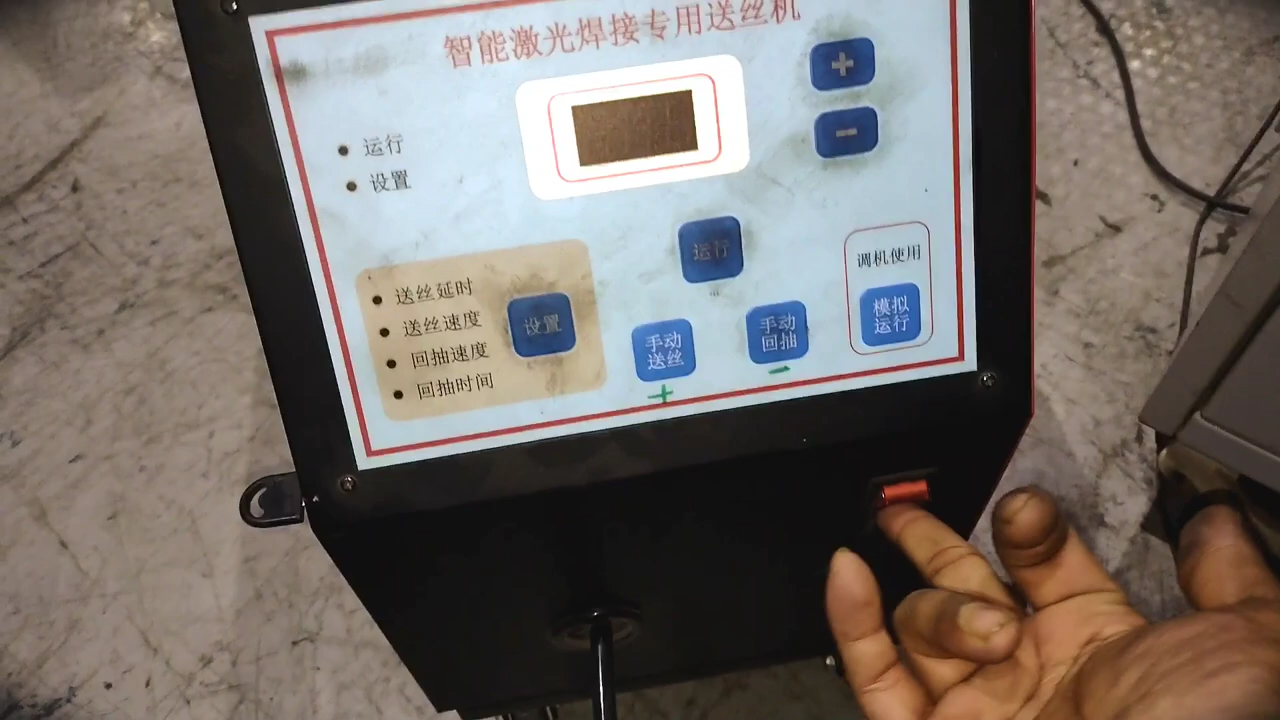 智能激光焊接专用送丝机
+
-
运行
设置
运行
调机使用
模拟
运行
送丝延时
送丝速度
回抽速度
回抽时间
设置
手动
送丝
手动
回抽
+
-